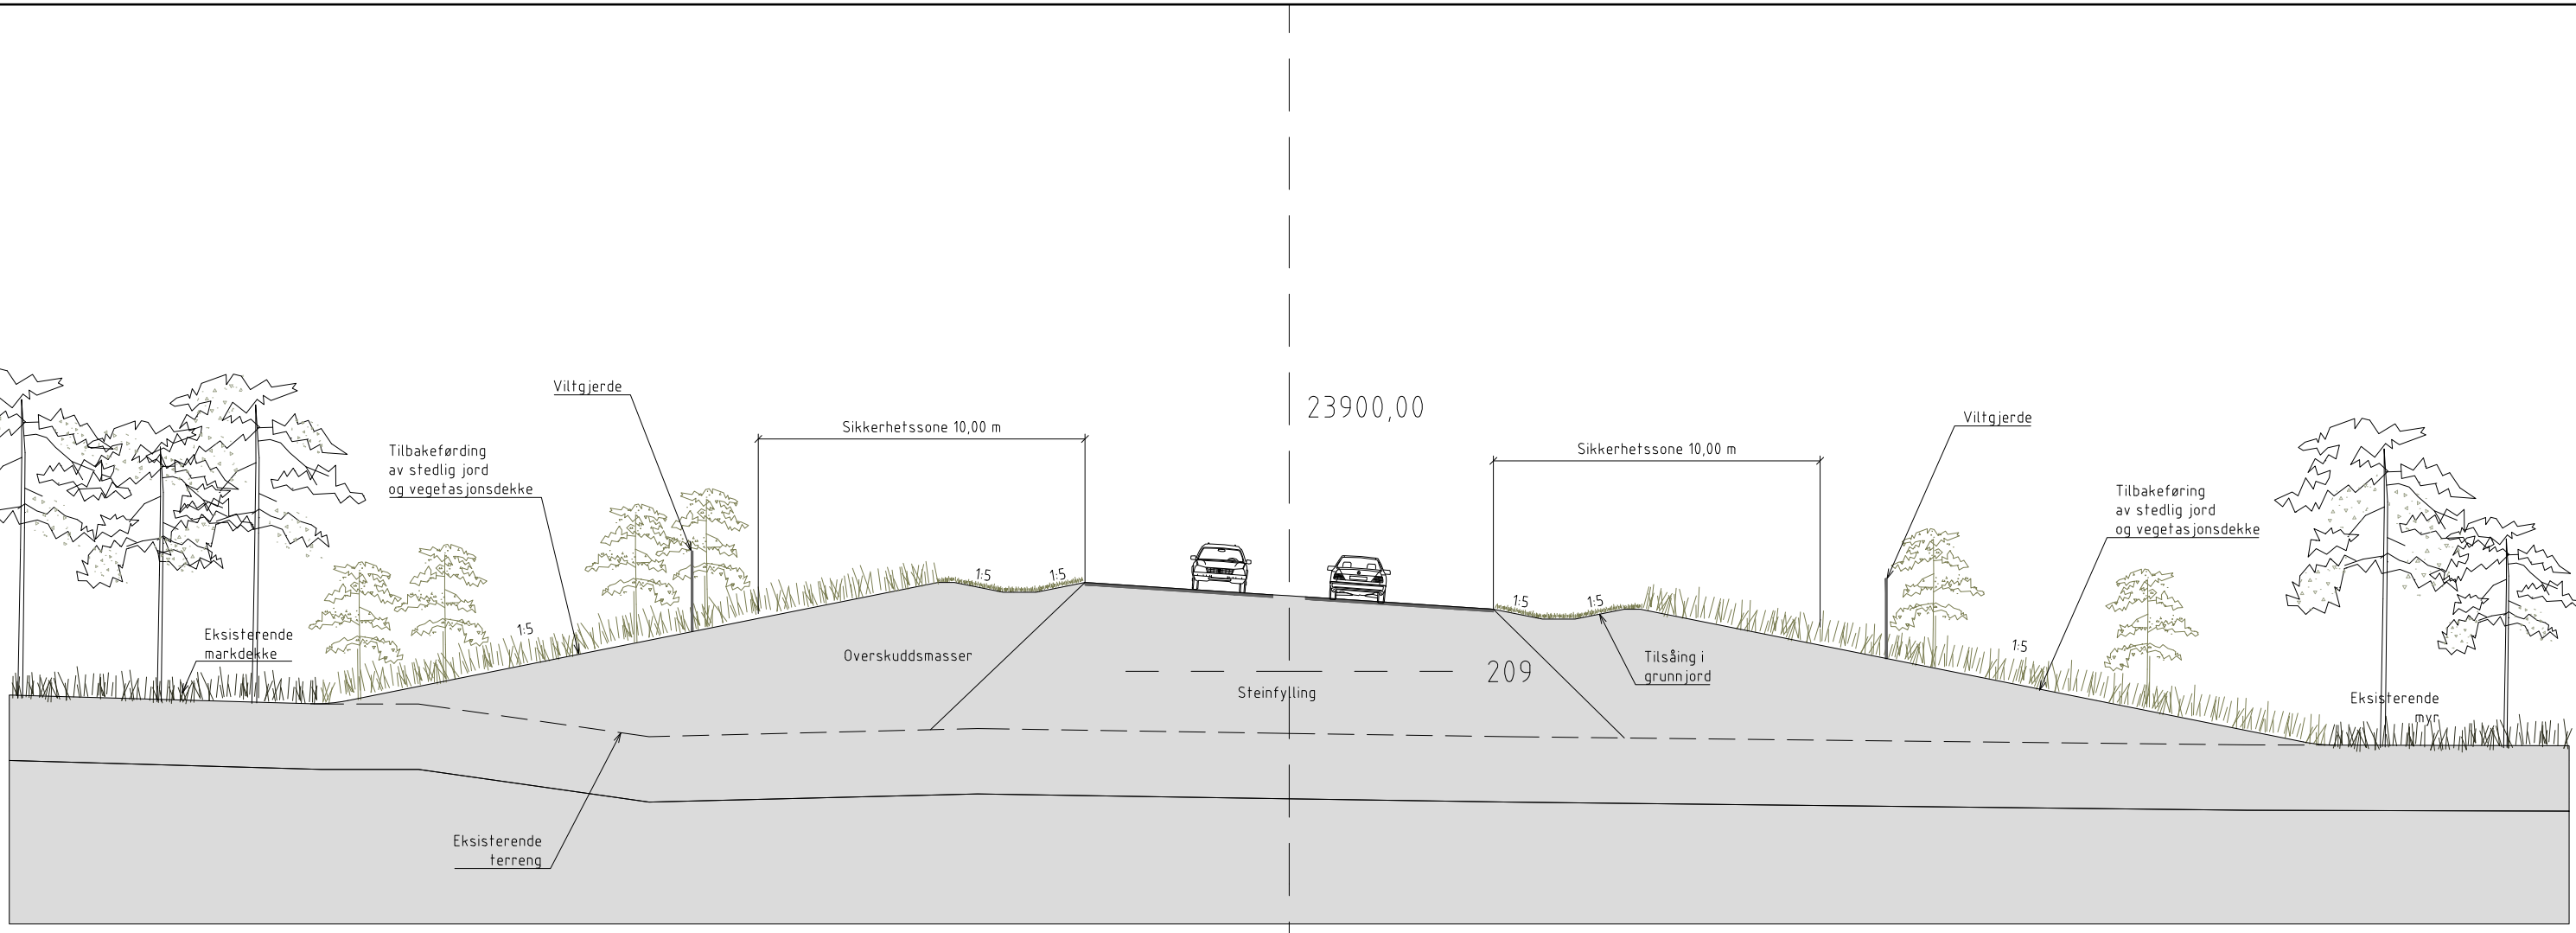 Viltgjerde
23900,00
Viltgjerde
Sikkerhetssone 10,00 m
Sikkerhetssone 10,00 m
Tilbakeførding
av stedlig jord
og vegetasjonsdekke
Tilbakeføring
av stedlig jord
og vegetasjonsdekke
1:5
1:5
1:5
1:5
1:5
1:5
Eksisterende
markdekke
Overskuddsmasser
209
Steinfylling
Tilsåing i
grunnjord
Eksisterende
myr
Eksisterende
terreng